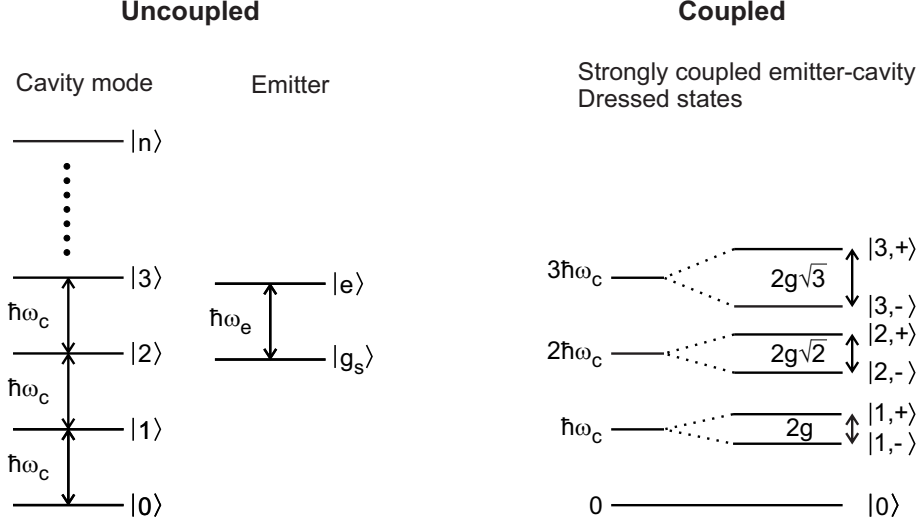 Uncoupled
Coupled
Cavity mode
Emitter
Strongly coupled emitter-cavity
Dressed states
|n⟩
|3⟩
ħω_c
|2⟩
ħω_c
|1⟩
ħω_c
|0⟩
|e⟩
ħω_e
|g_s⟩
3ħω_c
2g√3
|3,+⟩
|3,-⟩
2ħω_c
2g√2
|2,+⟩
|2,-⟩
ħω_c
2g
|1,+⟩
|1,-⟩
0
|0⟩